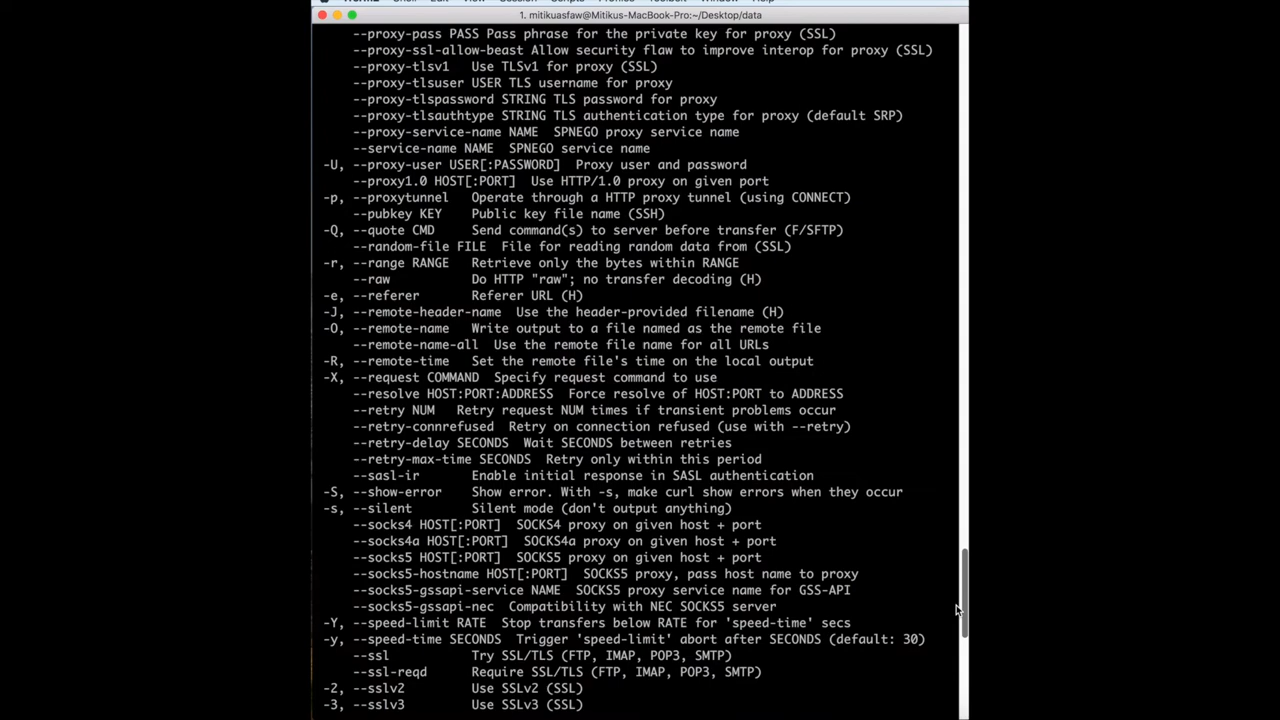 Shell Edit View Session Scripts Profiles Toolbelt Window Help
1. mitikuasfaw@Mitikus-MacBook-Pro:~/Desktop/data
--proxy-pass PASS Pass phrase for the private key for proxy (SSL)
--proxy-ssl-allow-beast Allow security flaw to improve interop for proxy (SSL)
--proxy-tlsv1 Use TLSv1 for proxy (SSL)
--proxy-tlsuser USER TLS username for proxy
--proxy-tlspassword STRING TLS password for proxy
--proxy-tlsauthtype STRING TLS authentication type for proxy (default SRP)
--proxy-service-name NAME SPNEGO proxy service name
--service-name NAME SPNEGO service name
-U, --proxy-user USER[:PASSWORD] Proxy user and password
--proxy1.0 HOST[:PORT] Use HTTP/1.0 proxy on given port
-p, --proxytunnel Operate through a HTTP proxy tunnel (using CONNECT)
--pubkey KEY Public key file name (SSH)
-Q, --quote CMD Send command(s) to server before transfer (F/SFTP)
--random-file FILE File for reading random data from (SSL)
-r, --range RANGE Retrieve only the bytes within RANGE
--raw Do HTTP "raw"; no transfer decoding (H)
-e, --referer Referer URL (H)
-J, --remote-header-name Use the header-provided filename (H)
-O, --remote-name Write output to a file named as the remote file
--remote-name-all Use the remote file name for all URLs
-R, --remote-time Set the remote file's time on the local output
-X, --request COMMAND Specify request command to use
--resolve HOST:PORT:ADDRESS Force resolve of HOST:PORT to ADDRESS
--retry NUM Retry request NUM times if transient problems occur
--retry-connrefused Retry on connection refused (use with --retry)
--retry-delay SECONDS Wait SECONDS between retries
--retry-max-time SECONDS Retry only within this period
--sasl-ir Enable initial response in SASL authentication
-S, --show-error Show error. With -s, make curl show errors when they occur
-s, --silent Silent mode (don't output anything)
--socks4 HOST[:PORT] SOCKS4 proxy on given host + port
--socks4a HOST[:PORT] SOCKS4a proxy on given host + port
--socks5 HOST[:PORT] SOCKS5 proxy on given host + port
--socks5-hostname HOST[:PORT] SOCKS5 proxy, pass host name to proxy
--socks5-gssapi-service NAME SOCKS5 proxy service name for GSS-API
--socks5-gssapi-nec Compatibility with NEC SOCKS5 server
-Y, --speed-limit RATE Stop transfers below RATE for 'speed-time' secs
-y, --speed-time SECONDS Trigger 'speed-limit' abort after SECONDS (default: 30)
--ssl Try SSL/TLS (FTP, IMAP, POP3, SMTP)
--ssl-reqd Require SSL/TLS (FTP, IMAP, POP3, SMTP)
-2, --sslv2 Use SSLv2 (SSL)
-3, --sslv3 Use SSLv3 (SSL)